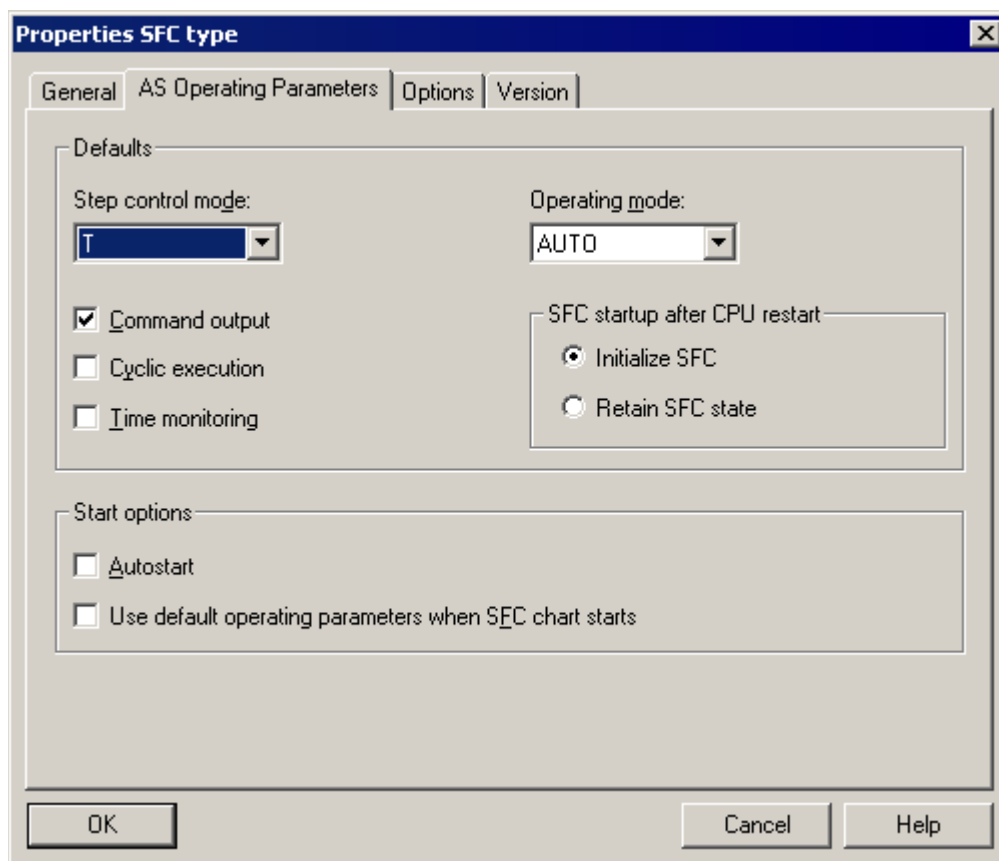 Properties SFC type
General
AS Operating Parameters
Options
Version
Defaults
Step control mode:
Operating mode:
T
AUTO
Command output
Cyclic execution
Time monitoring
SFC startup after CPU restart
Initialize SFC
Retain SFC state
Start options
Autostart
Use default operating parameters when SFC chart starts
OK
Cancel
Help